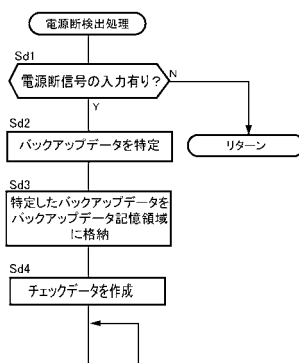 電源断検出処理
Sd1
電源断信号の入力有り?
N
Y
Sd2
バックアップデータを特定
リターン
Sd3
特定したバックアップデータを
バックアップデータ記憶領域
に格納
Sd4
チェックデータを作成